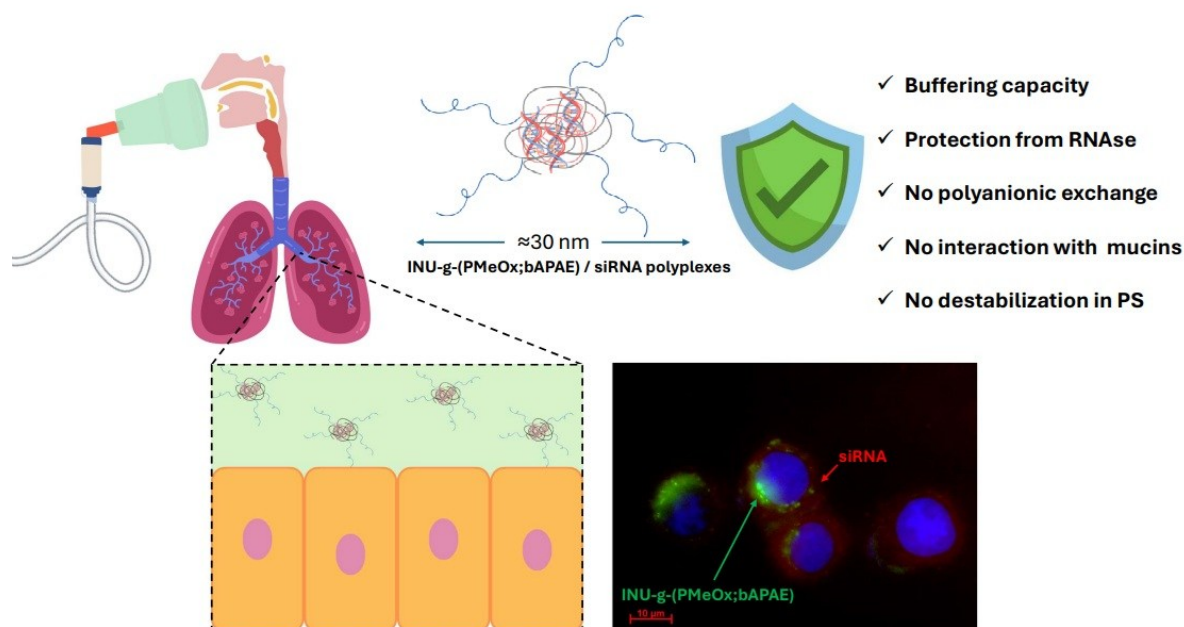 ≈30 nm
INU-g-(PMeOx;bAPAE) / siRNA polyplexes
✓ Buffering capacity
✓ Protection from RNAse
✓ No polyanionic exchange
✓ No interaction with mucins
✓ No destabilization in PS
siRNA
INU-g-(PMeOx;bAPAE)
10 µm